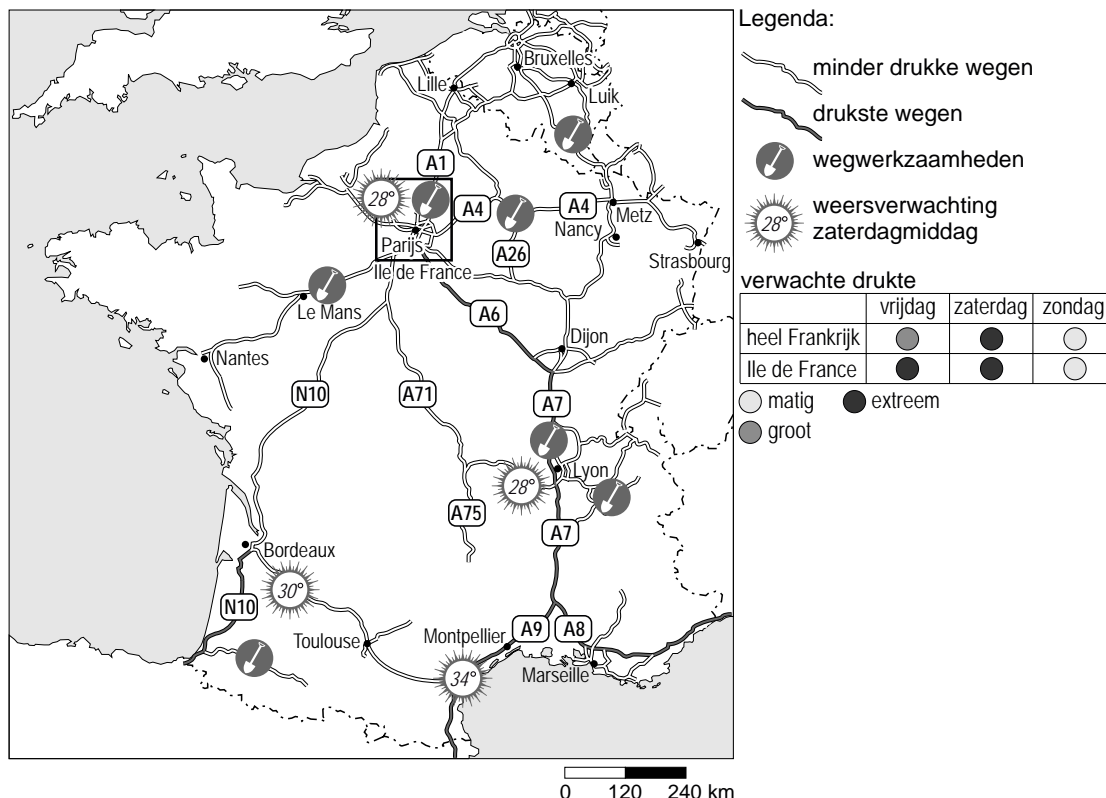 Legenda:
minder drukke wegen
drukste wegen
wegwerkzaamheden
28°
weersverwachting
zaterdagmiddag
verwachte drukte
vrijdag zaterdag zondag
heel Frankrijk
Ile de France
matig extreem
groot
Bruxelles
Lille
Luik
A1
28°
A4
A4
Metz
Parijs
Nancy
A26
Strasbourg
Ile de France
Le Mans
A6
Dijon
Nantes
N10
A71
A7
Lyon
28°
A75
A7
Bordeaux
30°
N10
Toulouse
Montpellier
A9
A8
Marseille
34°
0 120 240 km